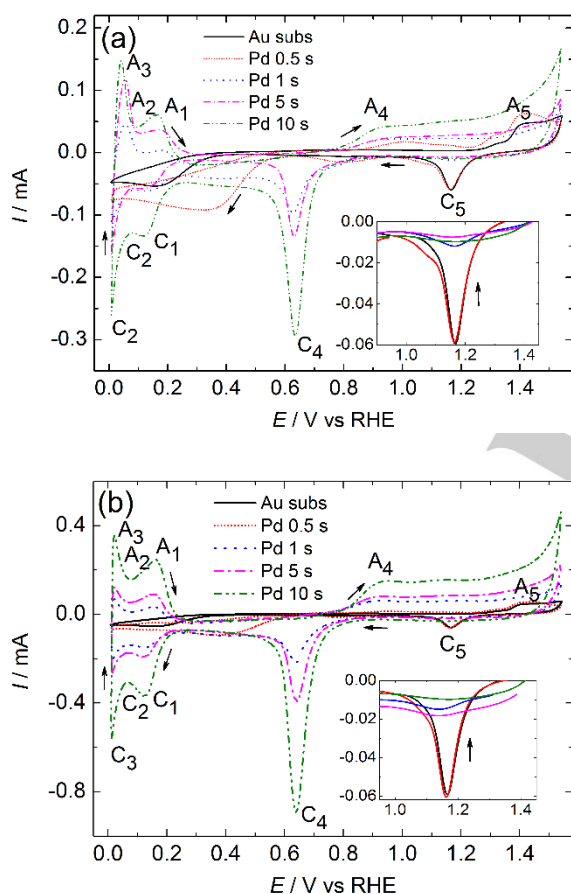 (a)
Au subs
Pd 0.5 s
Pd 1 s
Pd 5 s
Pd 10 s
A3
A2
A1
A4
A5
C5
C2
C1
C2
C4
0.2
0.1
0.0
-0.1
-0.2
-0.3
I / mA
0.00
-0.02
-0.04
-0.06
1.0 1.2 1.4
0.0 0.2 0.4 0.6 0.8 1.0 1.2 1.4
E / V vs RHE
(b)
Au subs
Pd 0.5 s
Pd 1 s
Pd 5 s
Pd 10 s
A3
A2
A1
A4
A5
C5
C2
C1
C3
C4
0.4
0.0
-0.4
-0.8
I / mA
0.00
-0.02
-0.04
-0.06
1.0 1.2 1.4
0.0 0.2 0.4 0.6 0.8 1.0 1.2 1.4
E / V vs RHE